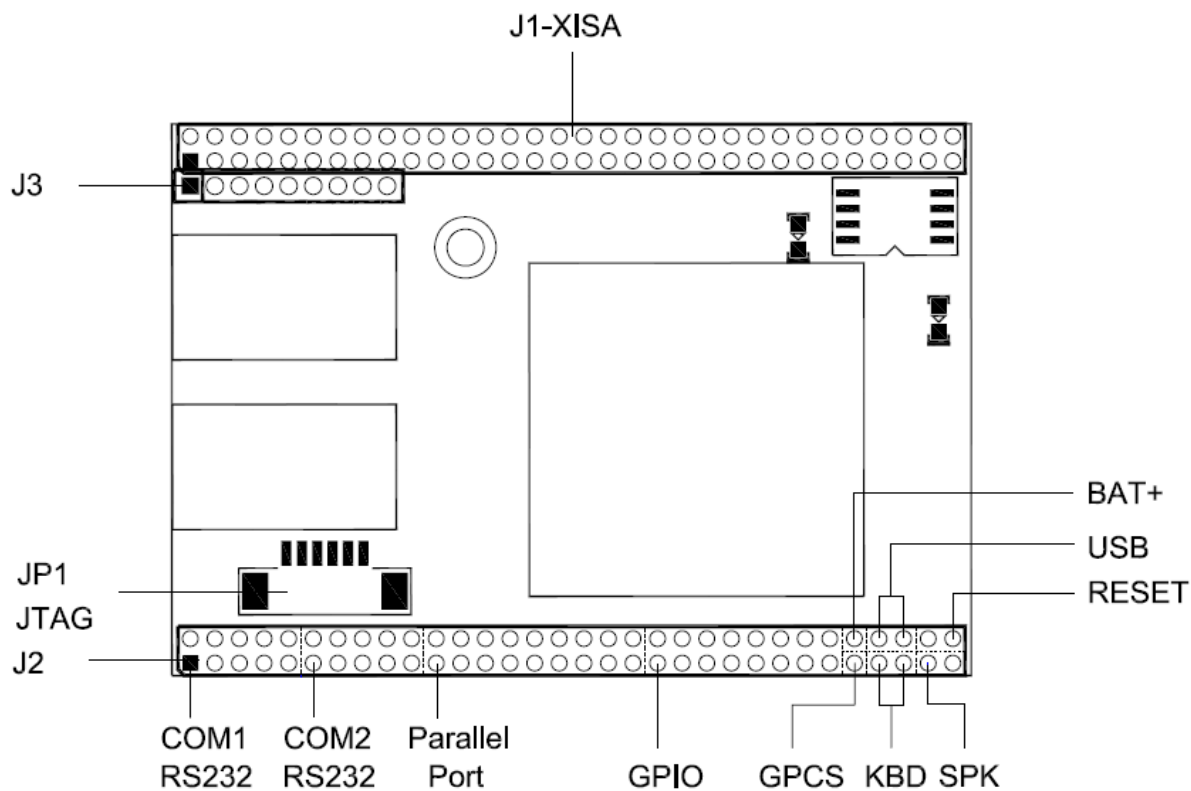 J1-XISA
J3
BAT+
USB
RESET
JP1
JTAG
J2
COM1
RS232
COM2
RS232
Parallel
Port
GPIO
GPCS
KBD
SPK